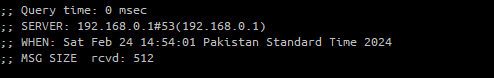 ;; Query time: 0 msec
;; SERVER: 192.168.0.1#53(192.168.0.1)
;; WHEN: Sat Feb 24 14:54:01 Pakistan Standard Time 2024
;; MSG SIZE  rcvd: 512